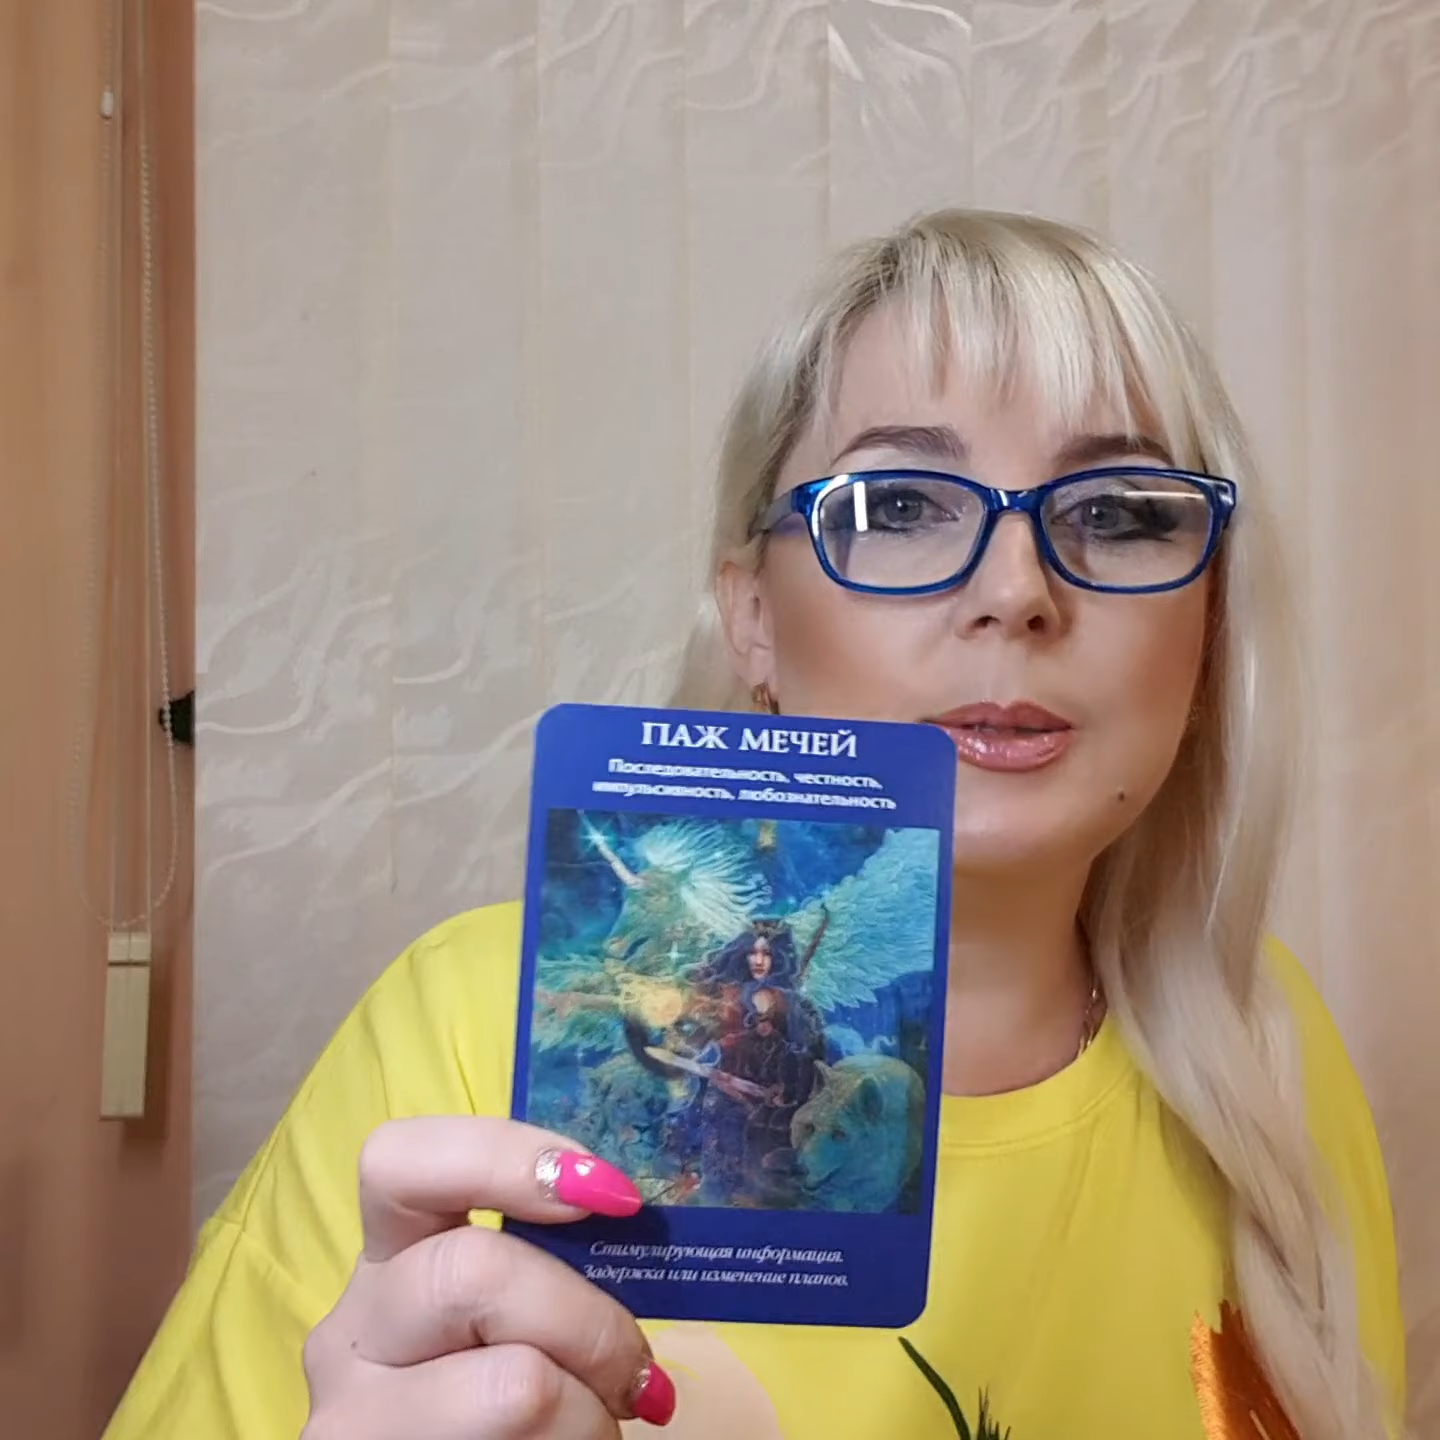 ПАЖ МЕЧЕЙ
Последовательность, честность,
импульсивность, любознательность
Стимулирующая информация.
Задержка или изменение планов.